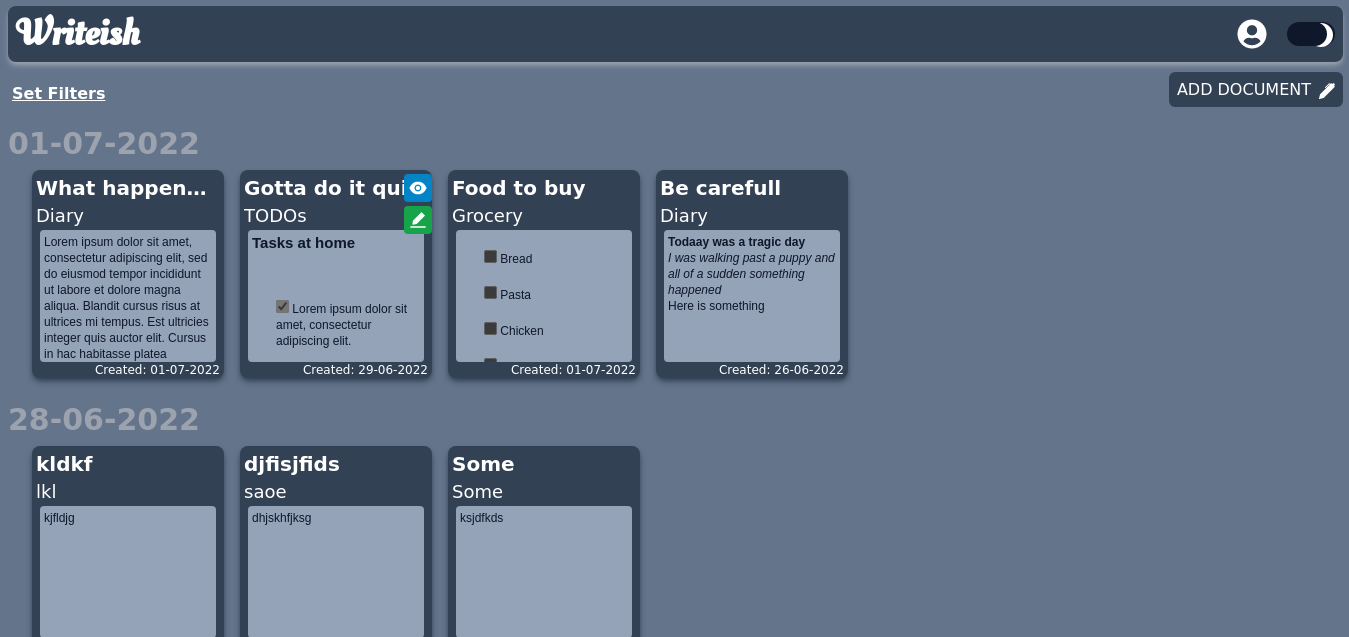 Writeish
Set Filters
ADD DOCUMENT
01-07-2022
What happen...
Diary
Lorem ipsum dolor sit amet,
consectetur adipiscing elit, sed
do eiusmod tempor incididunt
ut labore et dolore magna
aliqua. Blandit cursus risus at
ultrices mi tempus. Est ultricies
integer quis auctor elit. Cursus
in hac habitasse platea
Created: 01-07-2022
Gotta do it qui
TODOs
Tasks at home
Lorem ipsum dolor sit
amet, consectetur
adipiscing elit.
Created: 29-06-2022
Food to buy
Grocery
Bread
Pasta
Chicken
Created: 01-07-2022
Be carefull
Diary
Todaay was a tragic day
I was walking past a puppy and
all of a sudden something
happened
Here is something
Created: 26-06-2022
28-06-2022
kldkf
lkl
kjfldjg
djfisjfids
saoe
dhjskhfjksg
Some
Some
ksjdfkds